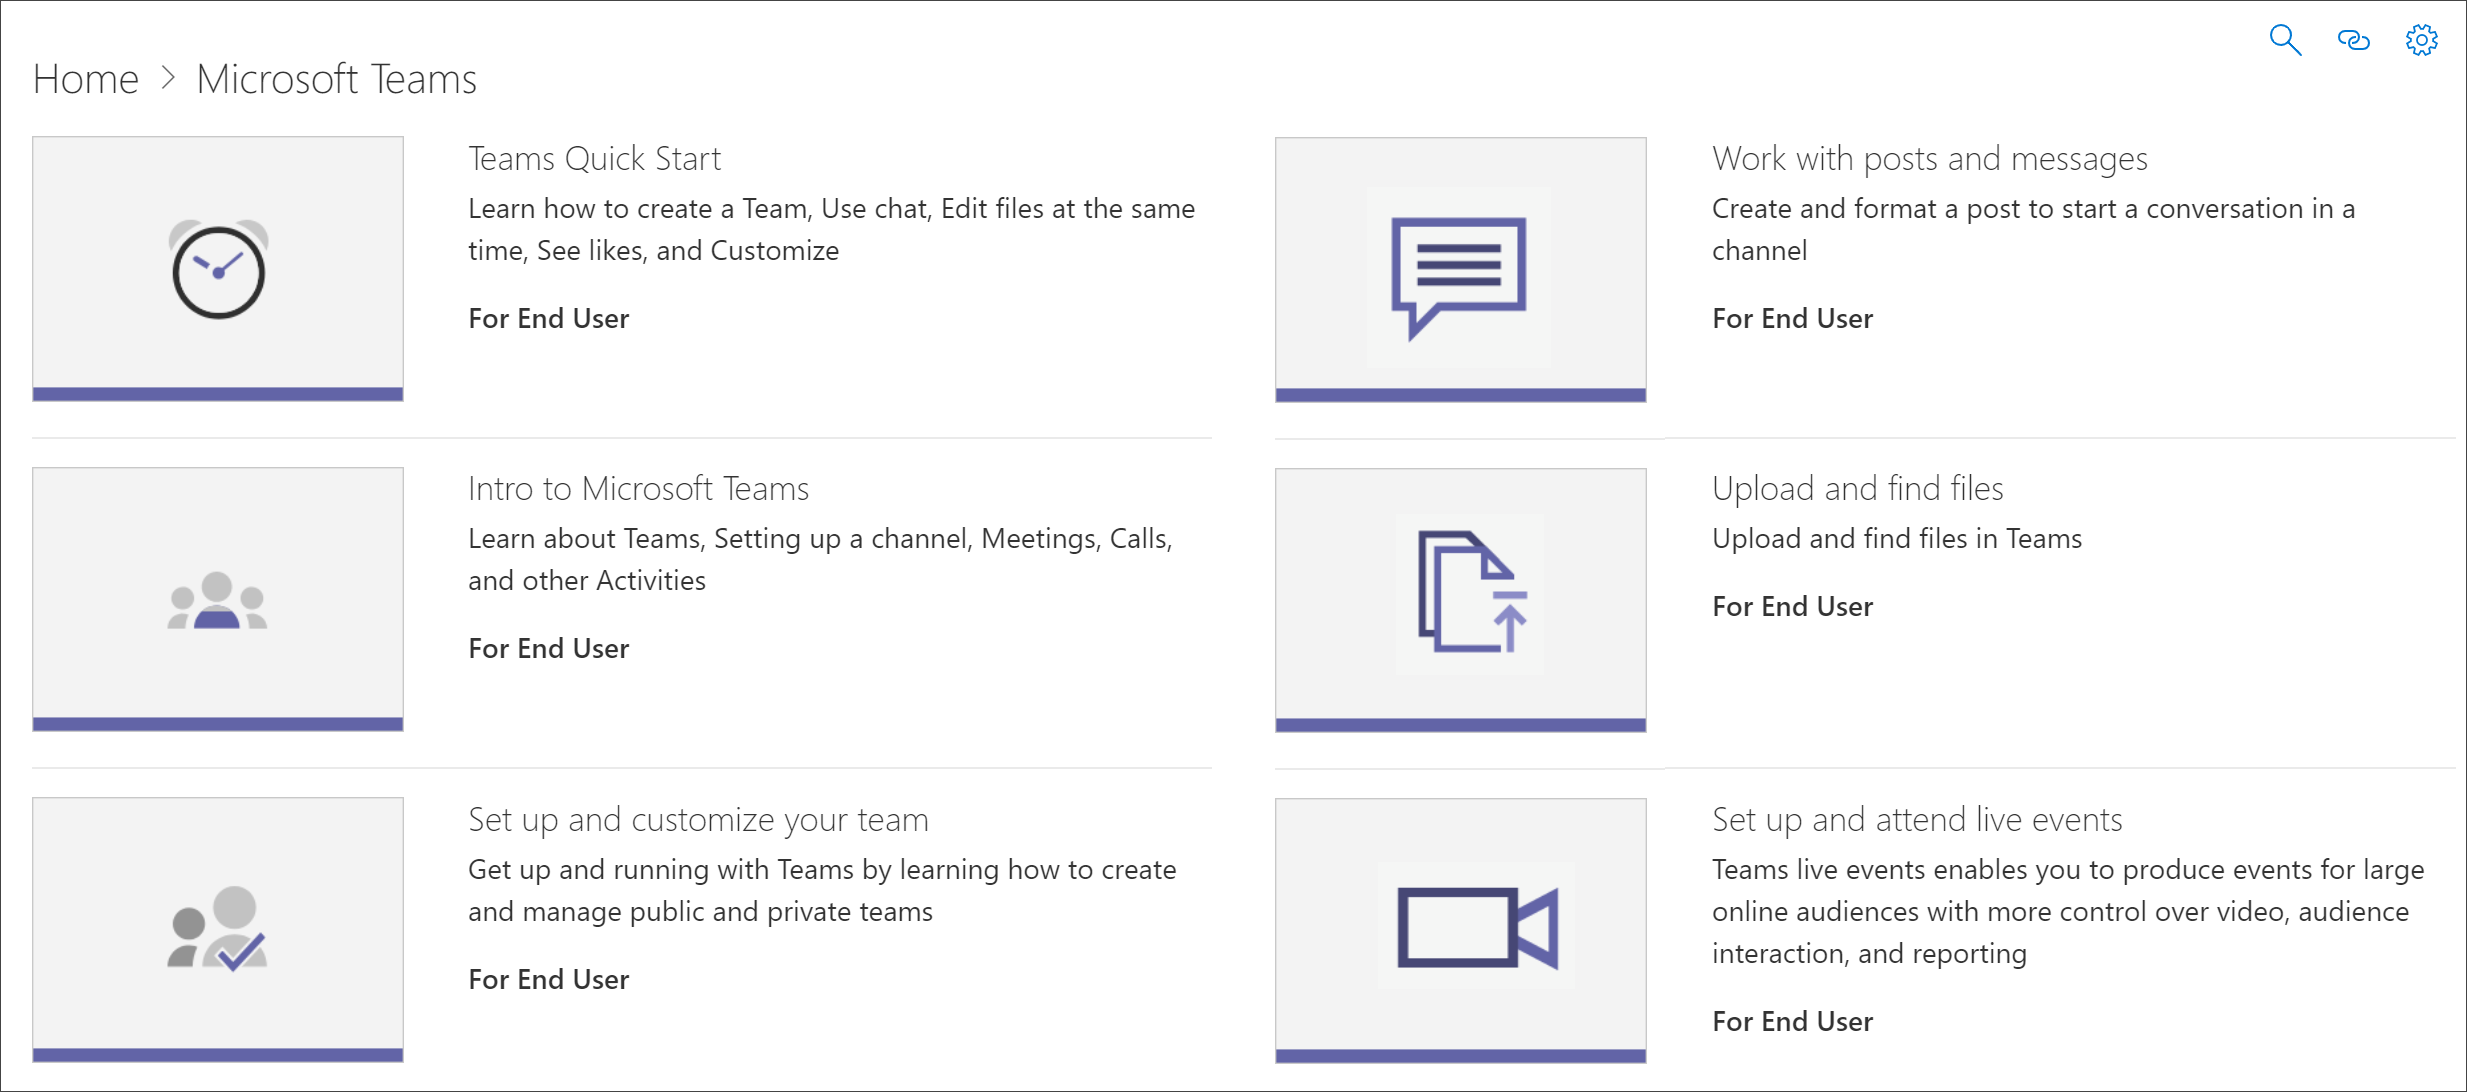 Home > Microsoft Teams
Teams Quick Start
Learn how to create a Team, Use chat, Edit files at the same
time, See likes, and Customize
For End User
Work with posts and messages
Create and format a post to start a conversation in a
channel
For End User
Intro to Microsoft Teams
Learn about Teams, Setting up a channel, Meetings, Calls,
and other Activities
For End User
Upload and find files
Upload and find files in Teams
For End User
Set up and customize your team
Get up and running with Teams by learning how to create
and manage public and private teams
For End User
Set up and attend live events
Teams live events enables you to produce events for large
online audiences with more control over video, audience
interaction, and reporting
For End User